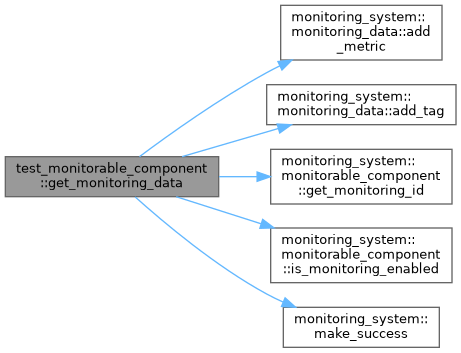 monitoring_system::
monitoring_data::add
_metric
monitoring_system::
monitoring_data::add_tag
test_monitorable_component
::get_monitoring_data
monitoring_system::
monitorable_component
::get_monitoring_id
monitoring_system::
monitorable_component
::is_monitoring_enabled
monitoring_system::
make_success